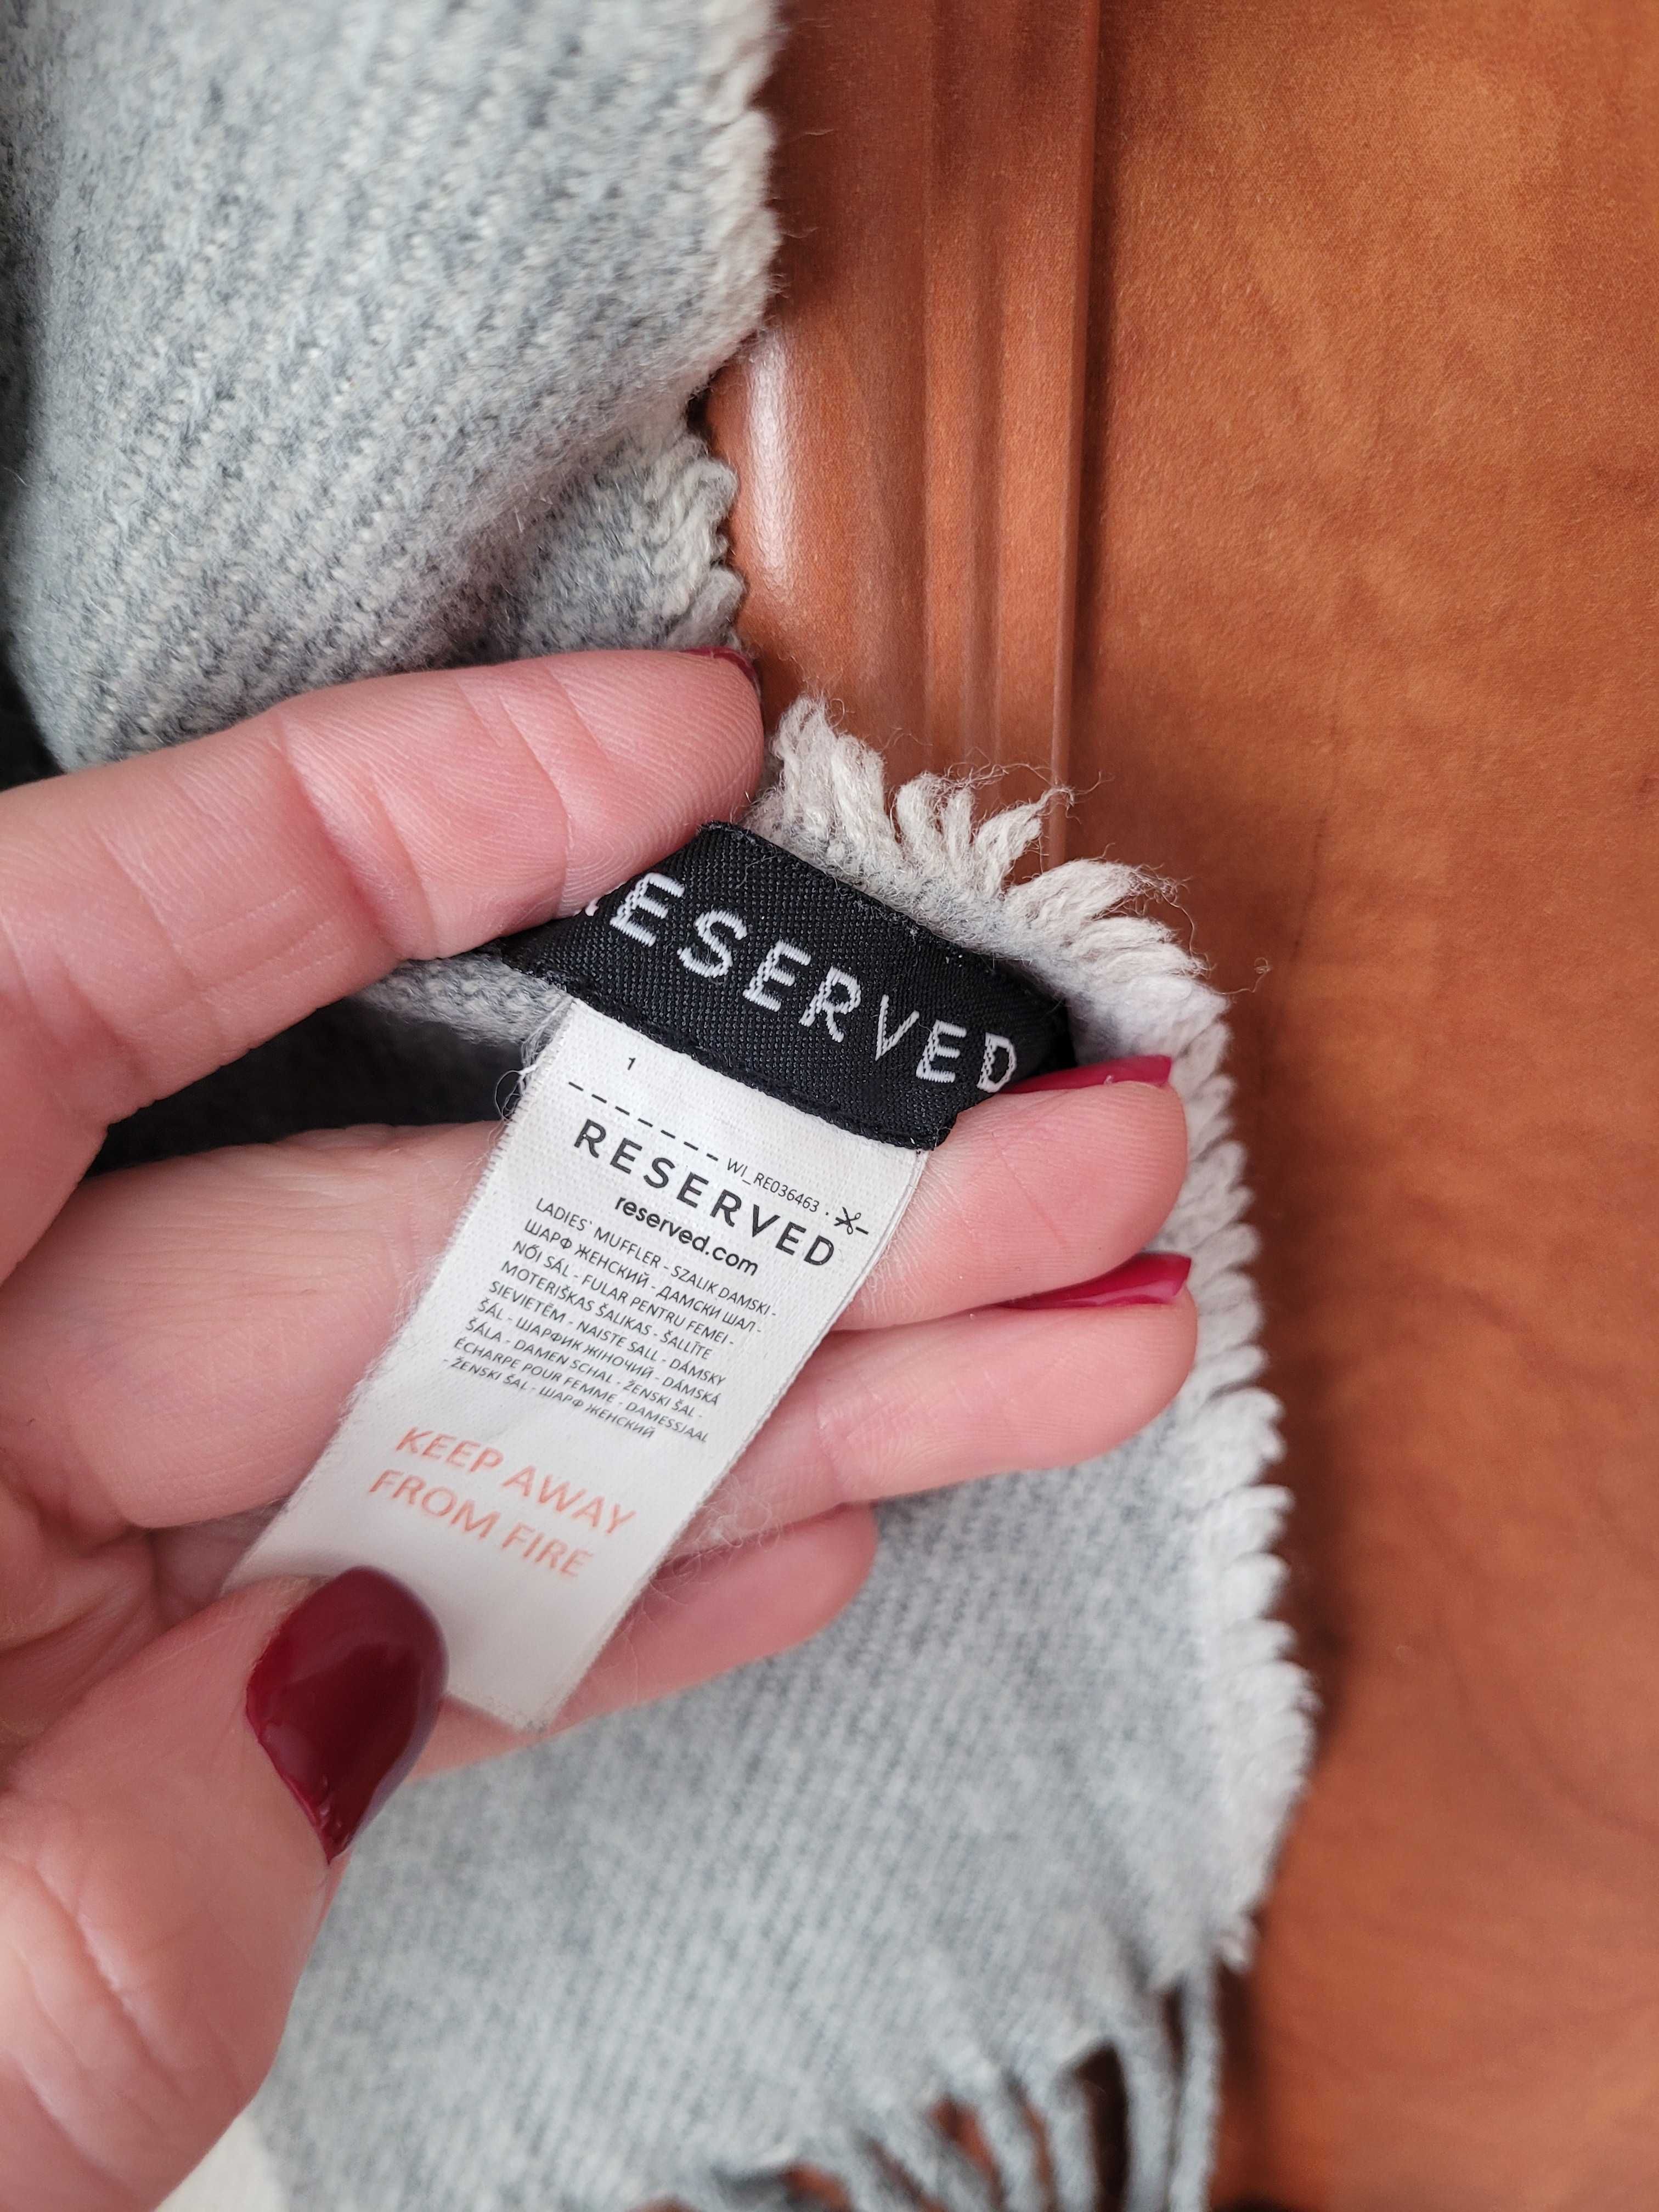 RESERVED
1
WI_RE036463.
RESERVED
reserved.com
LADIES' MUFFLER - SZALIK DAMSKI -
ШАРФ ЖЕНСКИЙ - ДАМСКИ ШАЛ -
NŐI SÁL - FULAR PENTRU FEMEI -
MOTERIŠKAS ŠALIKAS - ŠALLĪTE
SIEVIETĒM - NAISTE SALL - DÁMSKY
ŠÁL - ШАРФИК ЖІНОЧИЙ - DÁMSKÁ
ŠÁLA - DAMEN SCHAL - ŽENSKI ŠAL -
ÉCHARPE POUR FEMME - DAMESSJAAL
- ŽENSKI ŠAL - ШАРФ ЖЕНСКИЙ
KEEP AWAY
FROM FIRE